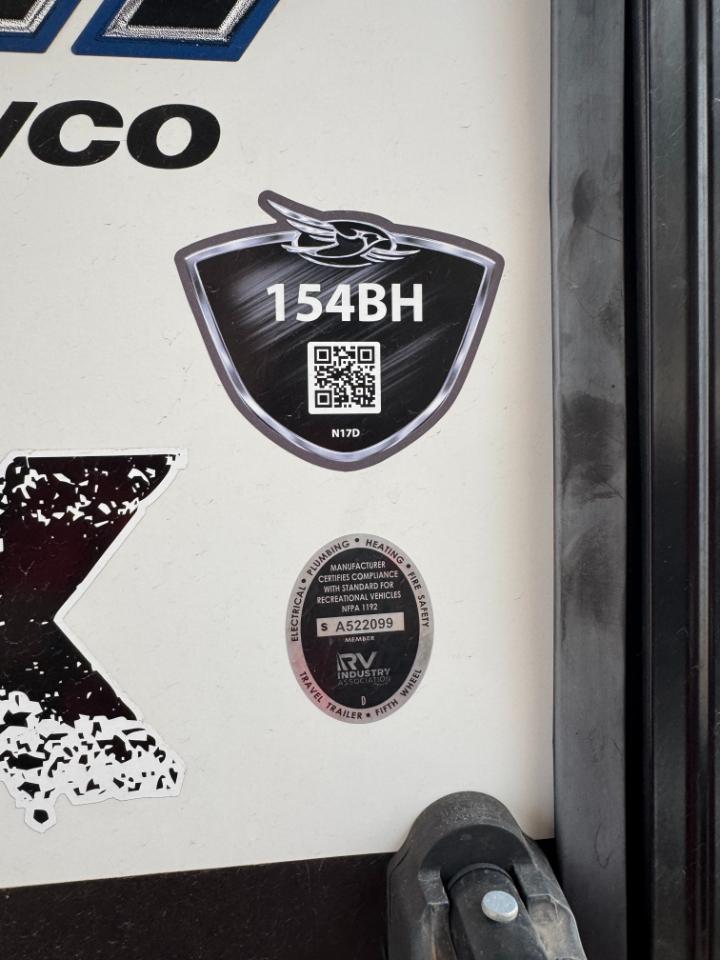 YCO
154BH
N17D
ELECTRICAL • PLUMBING • HEATING • FIRE SAFETY
MANUFACTURER
CERTIFIES COMPLIANCE
WITH STANDARD FOR
RECREATIONAL VEHICLES
NFPA 1192
S A522099
MEMBER
RV
INDUSTRY
ASSOCIATION
D
TRAVEL TRAILER • FIFTH WHEEL